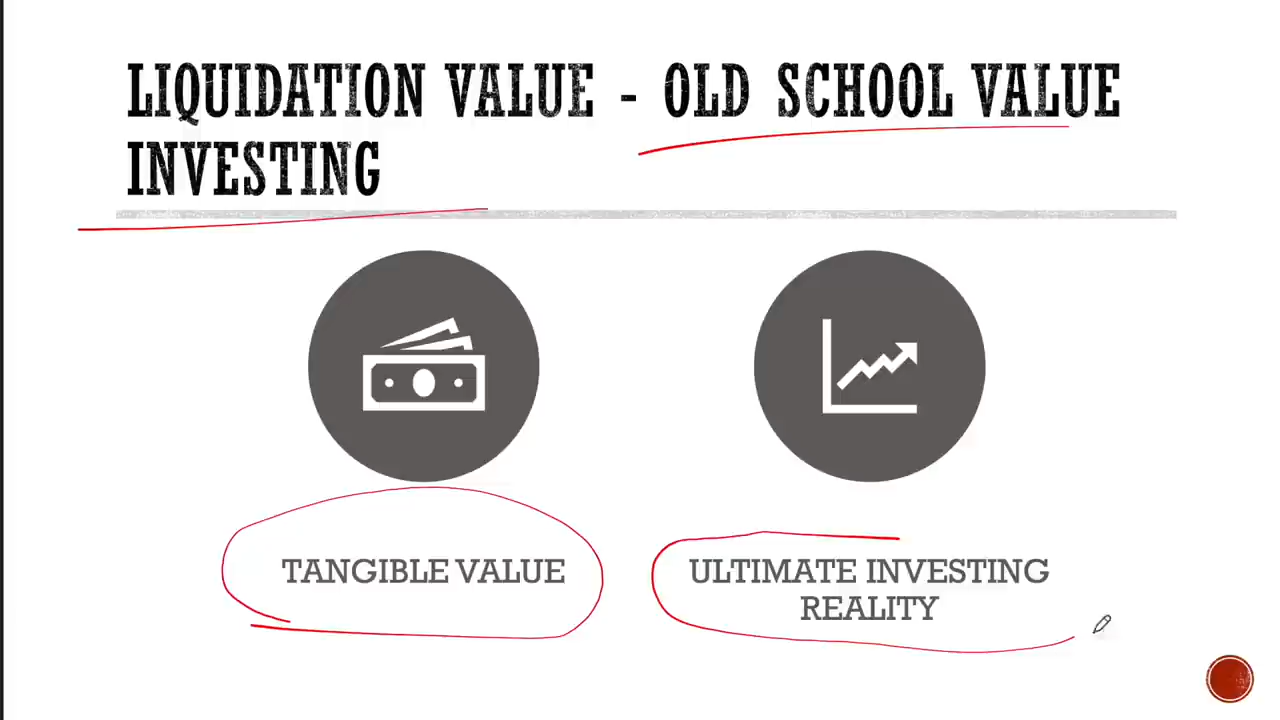 LIQUIDATION VALUE - OLD SCHOOL VALUE
INVESTING
TANGIBLE VALUE
ULTIMATE INVESTING
REALITY